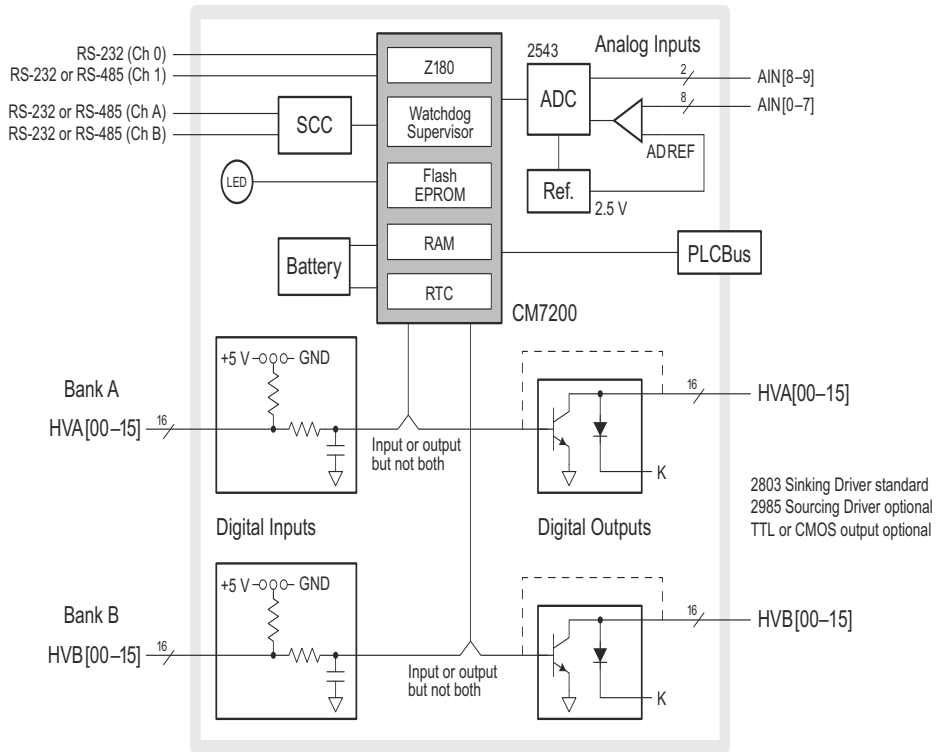 RS-232 (Ch 0)
RS-232 or RS-485 (Ch 1)
RS-232 or RS-485 (Ch A)
RS-232 or RS-485 (Ch B)
SCC
LED
Battery
Z180
Watchdog
Supervisor
Flash
EPROM
RAM
RTC
CM7200
2543
Analog Inputs
ADC
2
AIN[8–9]
8
AIN[0–7]
ADREF
Ref.
2.5 V
PLCBus
+5 V GND
Bank A
HVA[00–15]
16
Input or output
but not both
K
16
HVA[00–15]
Digital Inputs
Digital Outputs
2803 Sinking Driver standard
2985 Sourcing Driver optional
TTL or CMOS output optional
+5 V GND
Bank B
HVB[00–15]
16
Input or output
but not both
K
16
HVB[00–15]